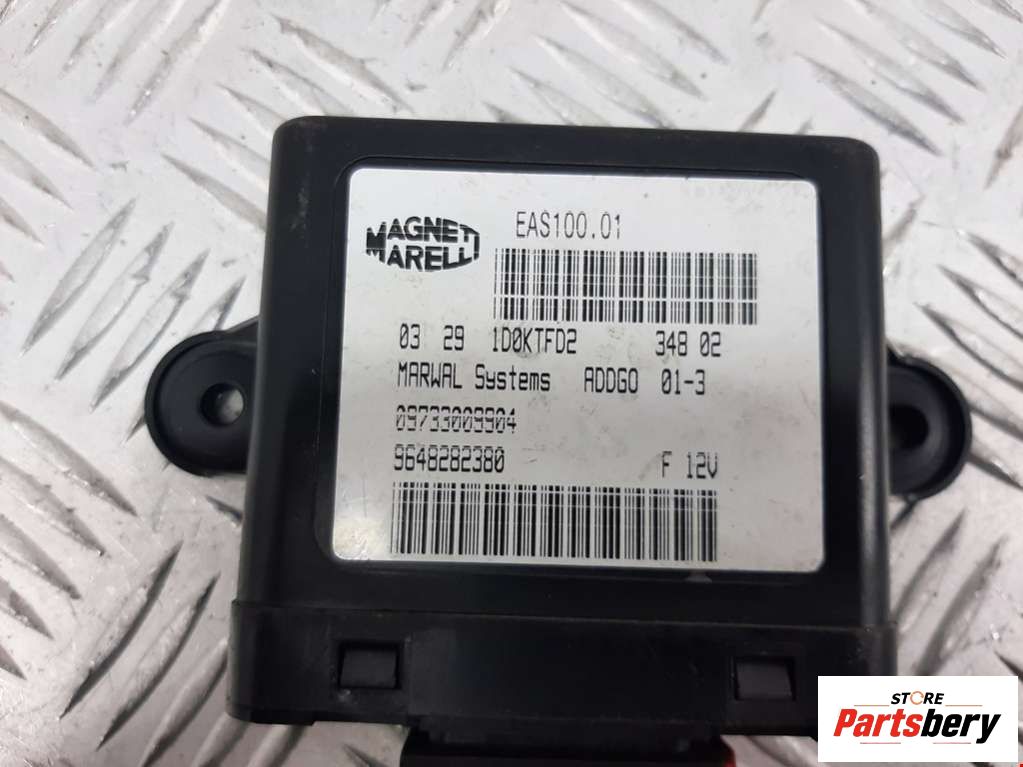 MAGNETI
MARELLI
EAS100.01
03 29 1D0KTFD2 348 02
MARWAL Systems ADDGO 01-3
09733009904
9648282380 F 12V
STORE
Partsbery